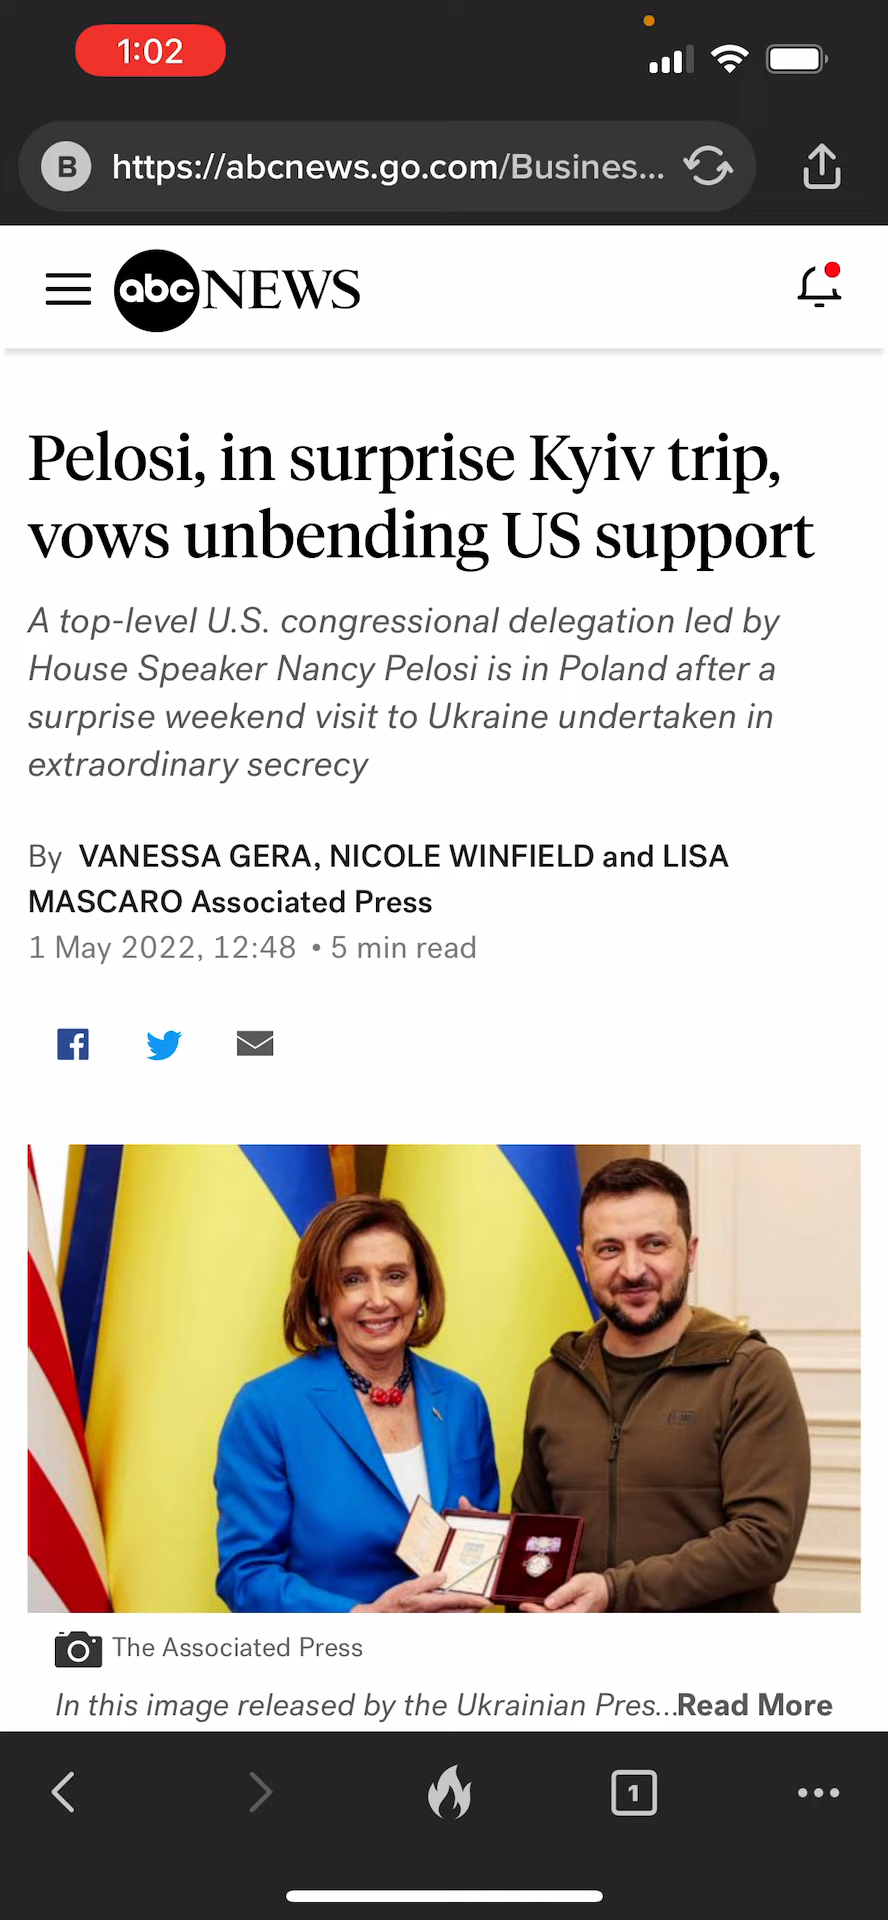 1:02
B https://abcnews.go.com/Busines...
abc NEWS
Pelosi, in surprise Kyiv trip,
vows unbending US support
A top-level U.S. congressional delegation led by
House Speaker Nancy Pelosi is in Poland after a
surprise weekend visit to Ukraine undertaken in
extraordinary secrecy
By VANESSA GERA, NICOLE WINFIELD and LISA
MASCARO Associated Press
1 May 2022, 12:48 • 5 min read
The Associated Press
In this image released by the Ukrainian Pres...Read More
1